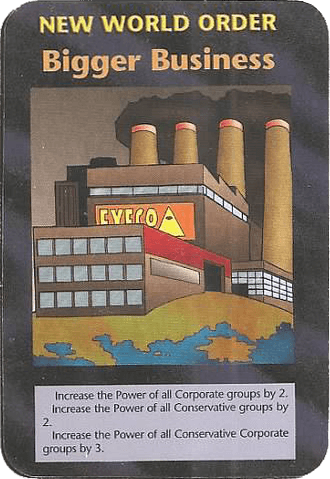 NEW WORLD ORDER
Bigger Business
EYECO
Increase the Power of all Corporate groups by 2.
Increase the Power of all Conservative groups by
2.
Increase the Power of all Conservative Corporate
groups by 3.